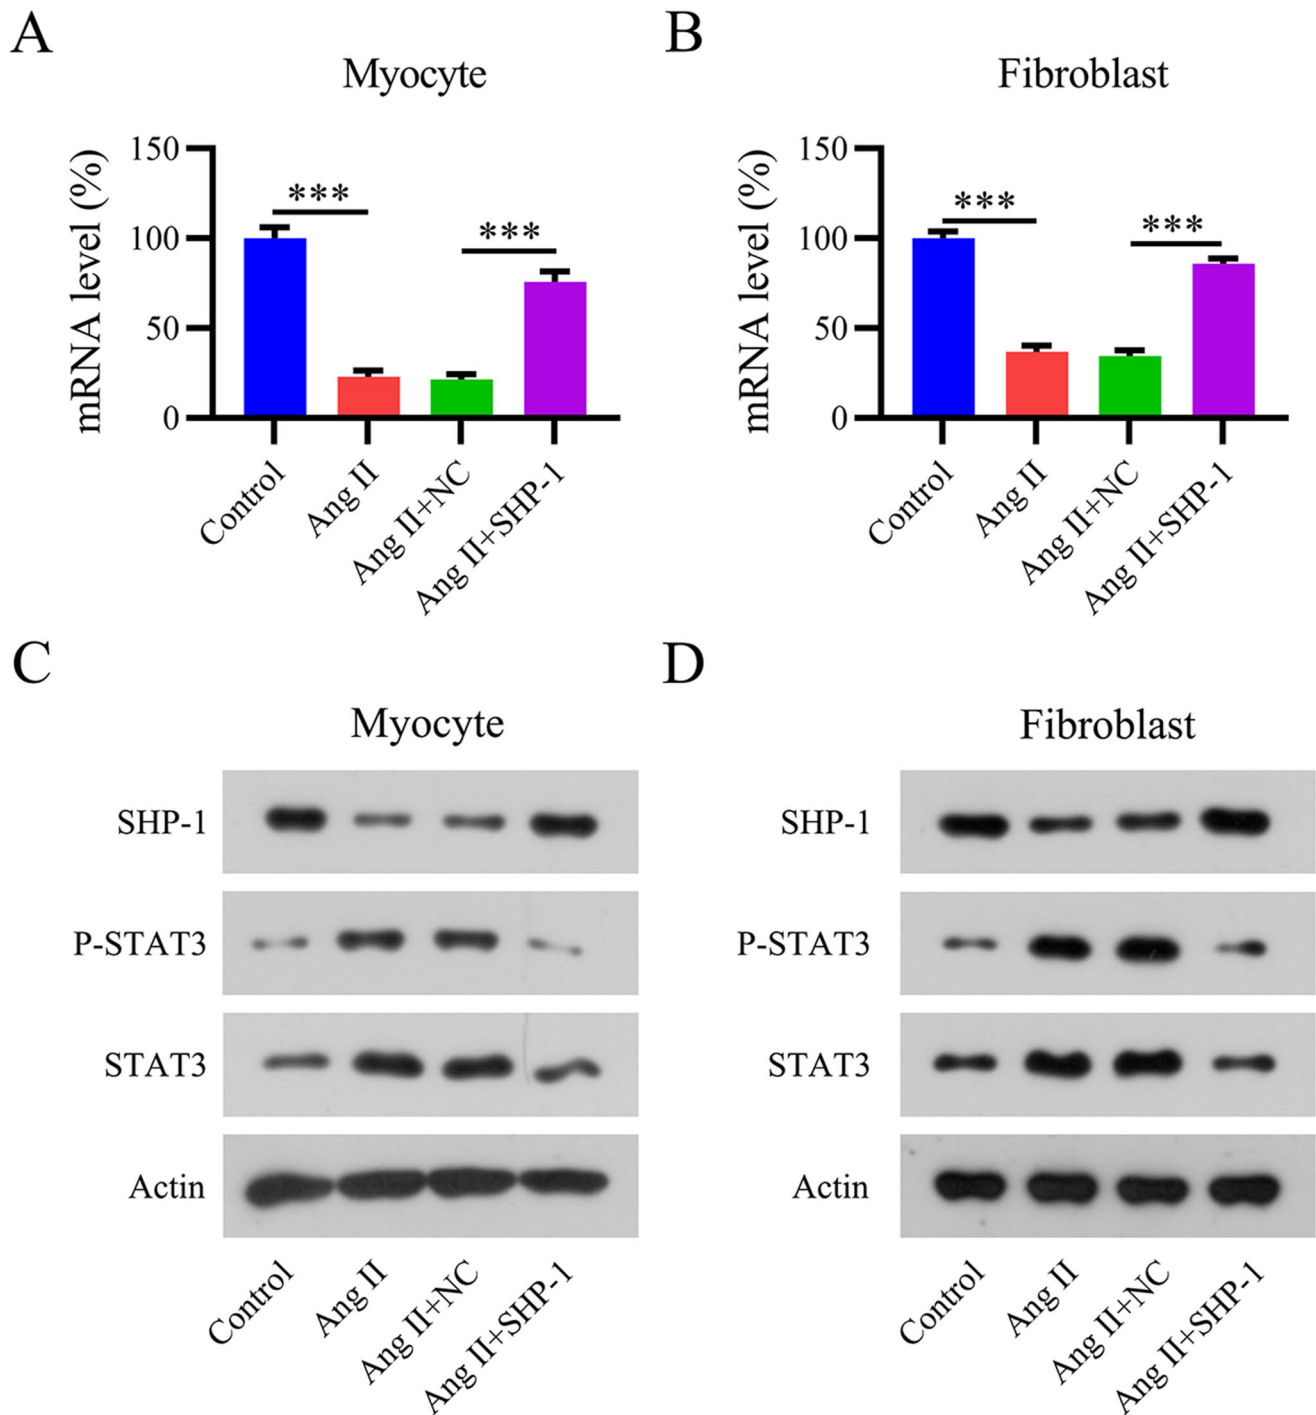 A
Myocyte
mRNA level (%)
150
100
50
0
***
***
Control
Ang II
Ang II+NC
Ang II+SHP-1
B
Fibroblast
mRNA level (%)
150
100
50
0
***
***
Control
Ang II
Ang II+NC
Ang II+SHP-1
C
Myocyte
SHP-1
P-STAT3
STAT3
Actin
Control
Ang II
Ang II+NC
Ang II+SHP-1
D
Fibroblast
SHP-1
P-STAT3
STAT3
Actin
Control
Ang II
Ang II+NC
Ang II+SHP-1